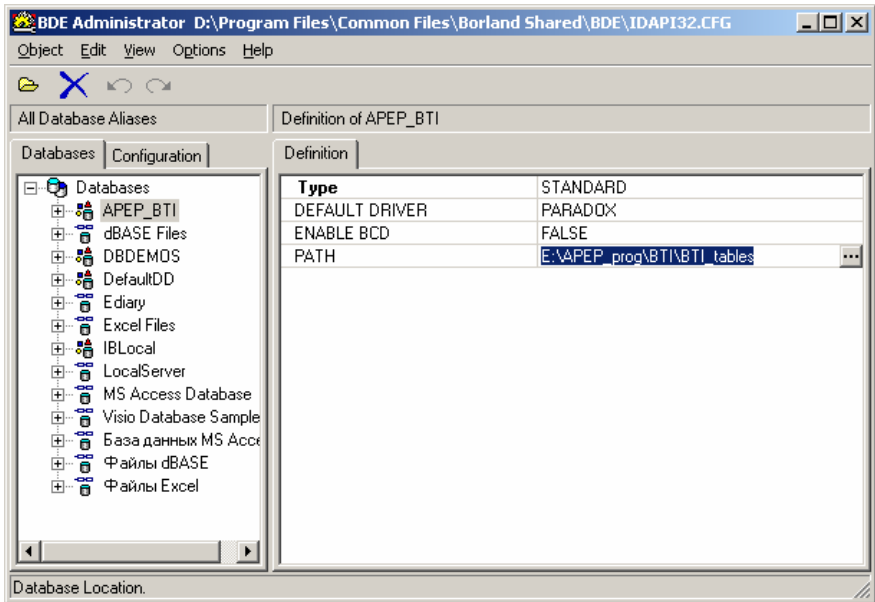 BDE Administrator D:\Program Files\Common Files\Borland Shared\BDE\IDAPI32.CFG
Object Edit View Options Help
All Database Aliases
Definition of APEP_BTI
Databases Configuration
Definition
Databases
APEP_BTI
dBASE Files
DBDEMOS
DefaultDD
Ediary
Excel Files
IBLocal
LocalServer
MS Access Database
Visio Database Sample
База данных MS Acce
Файлы dBASE
Файлы Excel
Type STANDARD
DEFAULT DRIVER PARADOX
ENABLE BCD FALSE
PATH E:\APEP_prog\BTI\BTI_tables ...
Database Location.